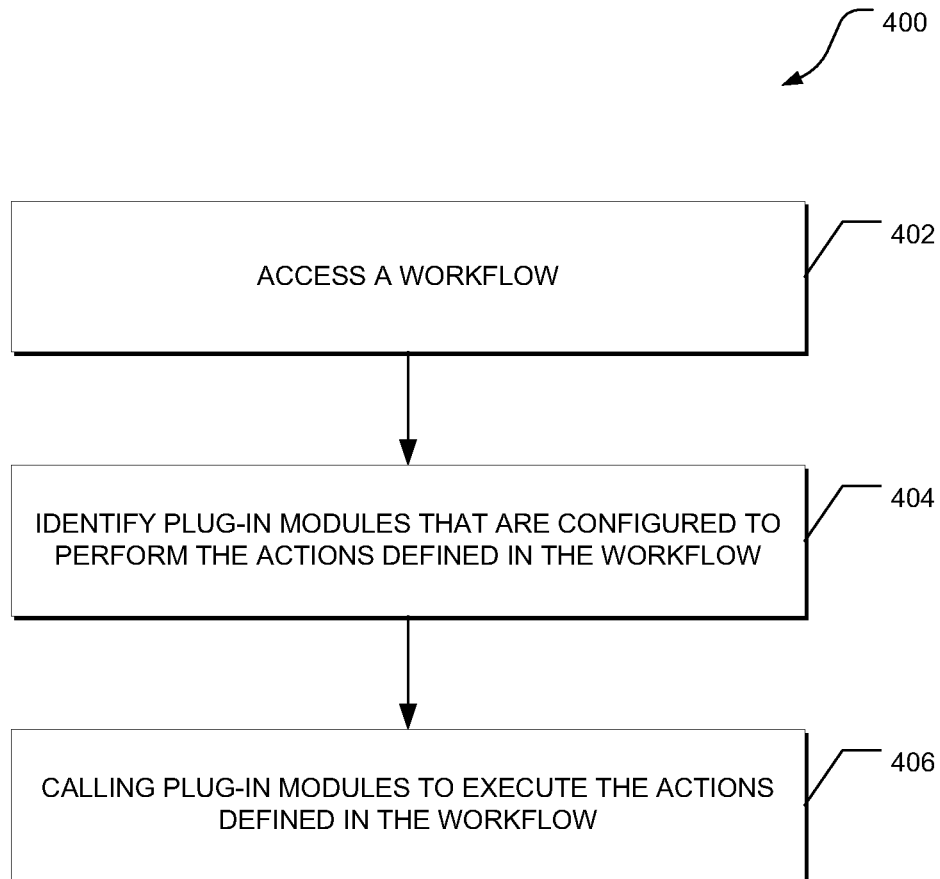 400
ACCESS A WORKFLOW
402
IDENTIFY PLUG-IN MODULES THAT ARE CONFIGURED TO
PERFORM THE ACTIONS DEFINED IN THE WORKFLOW
404
CALLING PLUG-IN MODULES TO EXECUTE THE ACTIONS
DEFINED IN THE WORKFLOW
406